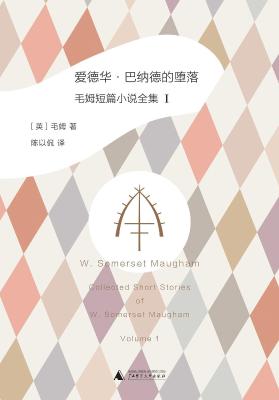 爱德华·巴纳德的堕落
毛姆短篇小说全集 I
［英］毛姆 著
陈以侃 译
W. Somerset Maugham
Collected Short Stories
of
W. Somerset Maugham
Volume 1
广西师范大学出版社